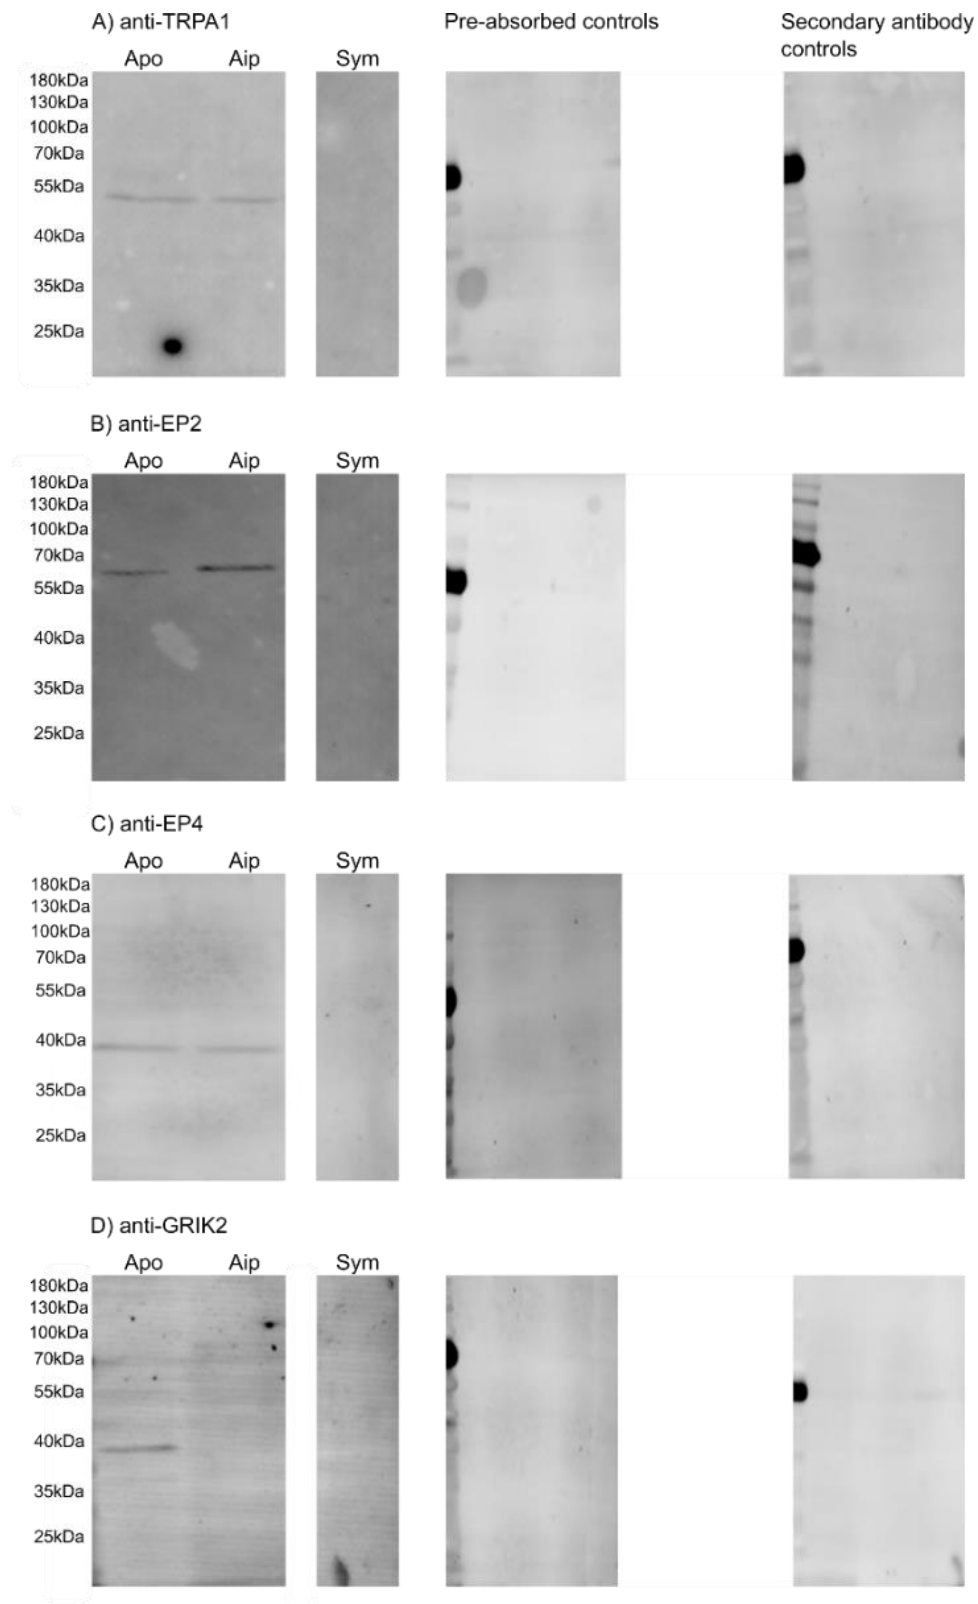 A) anti-TRPA1
Pre-absorbed controls
Secondary antibody
controls
Apo Aip Sym
180kDa
130kDa
100kDa
70kDa
55kDa
40kDa
35kDa
25kDa
B) anti-EP2
Apo Aip Sym
180kDa
130kDa
100kDa
70kDa
55kDa
40kDa
35kDa
25kDa
C) anti-EP4
Apo Aip Sym
180kDa
130kDa
100kDa
70kDa
55kDa
40kDa
35kDa
25kDa
D) anti-GRIK2
Apo Aip Sym
180kDa
130kDa
100kDa
70kDa
55kDa
40kDa
35kDa
25kDa